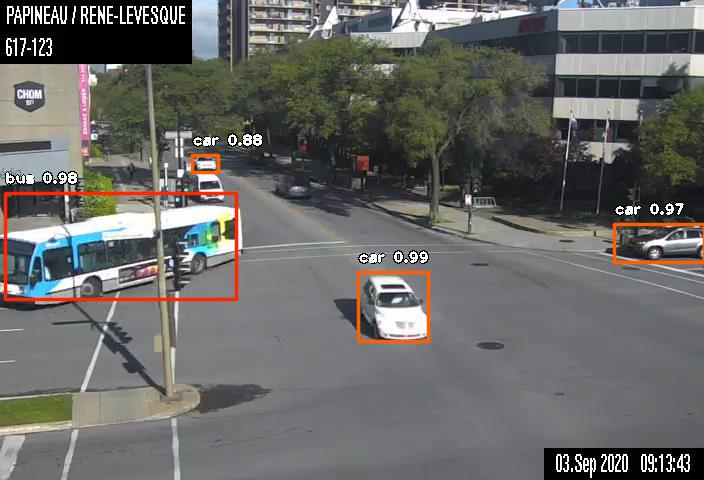 PAPINEAU / RENE-LEVESQUE
617-123
CHOM
car 0.88
bus 0.98
car 0.97
car 0.99
03.Sep 2020 09:13:43